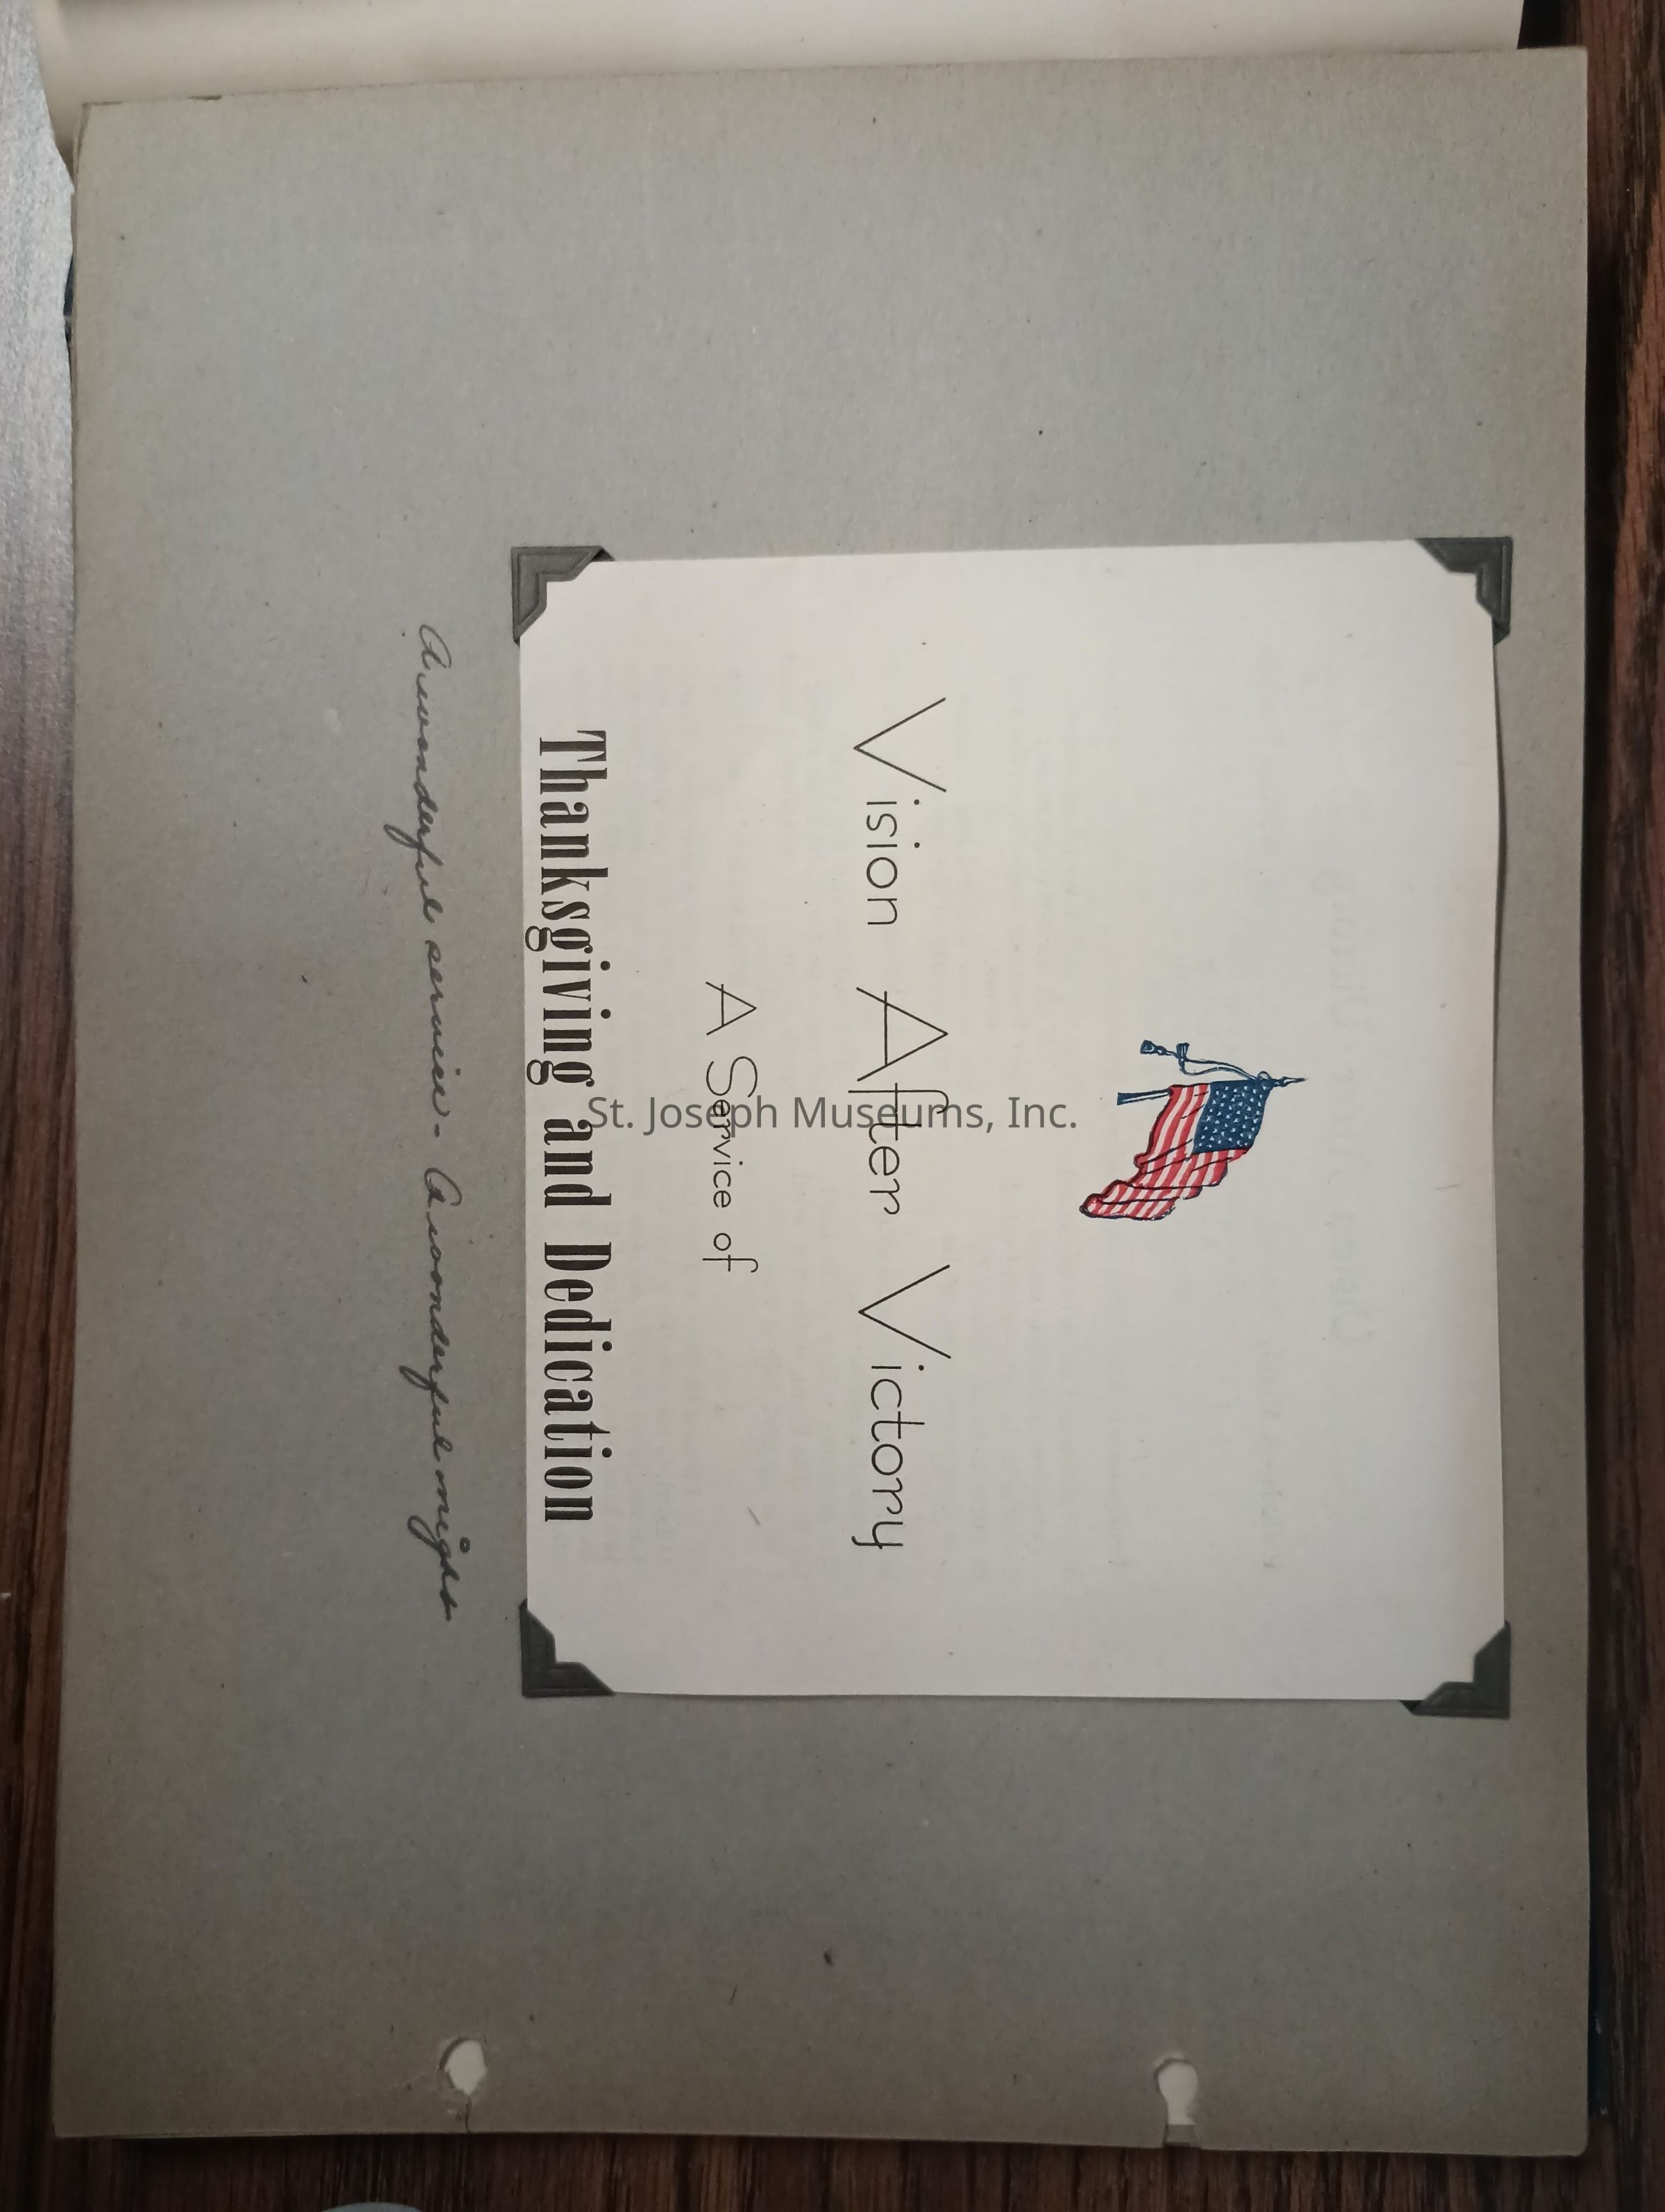 Vision After Victory
A Service of
Thanksgiving and Dedication
A wonderful service - A wonderful night
St. Joseph Museums, Inc.